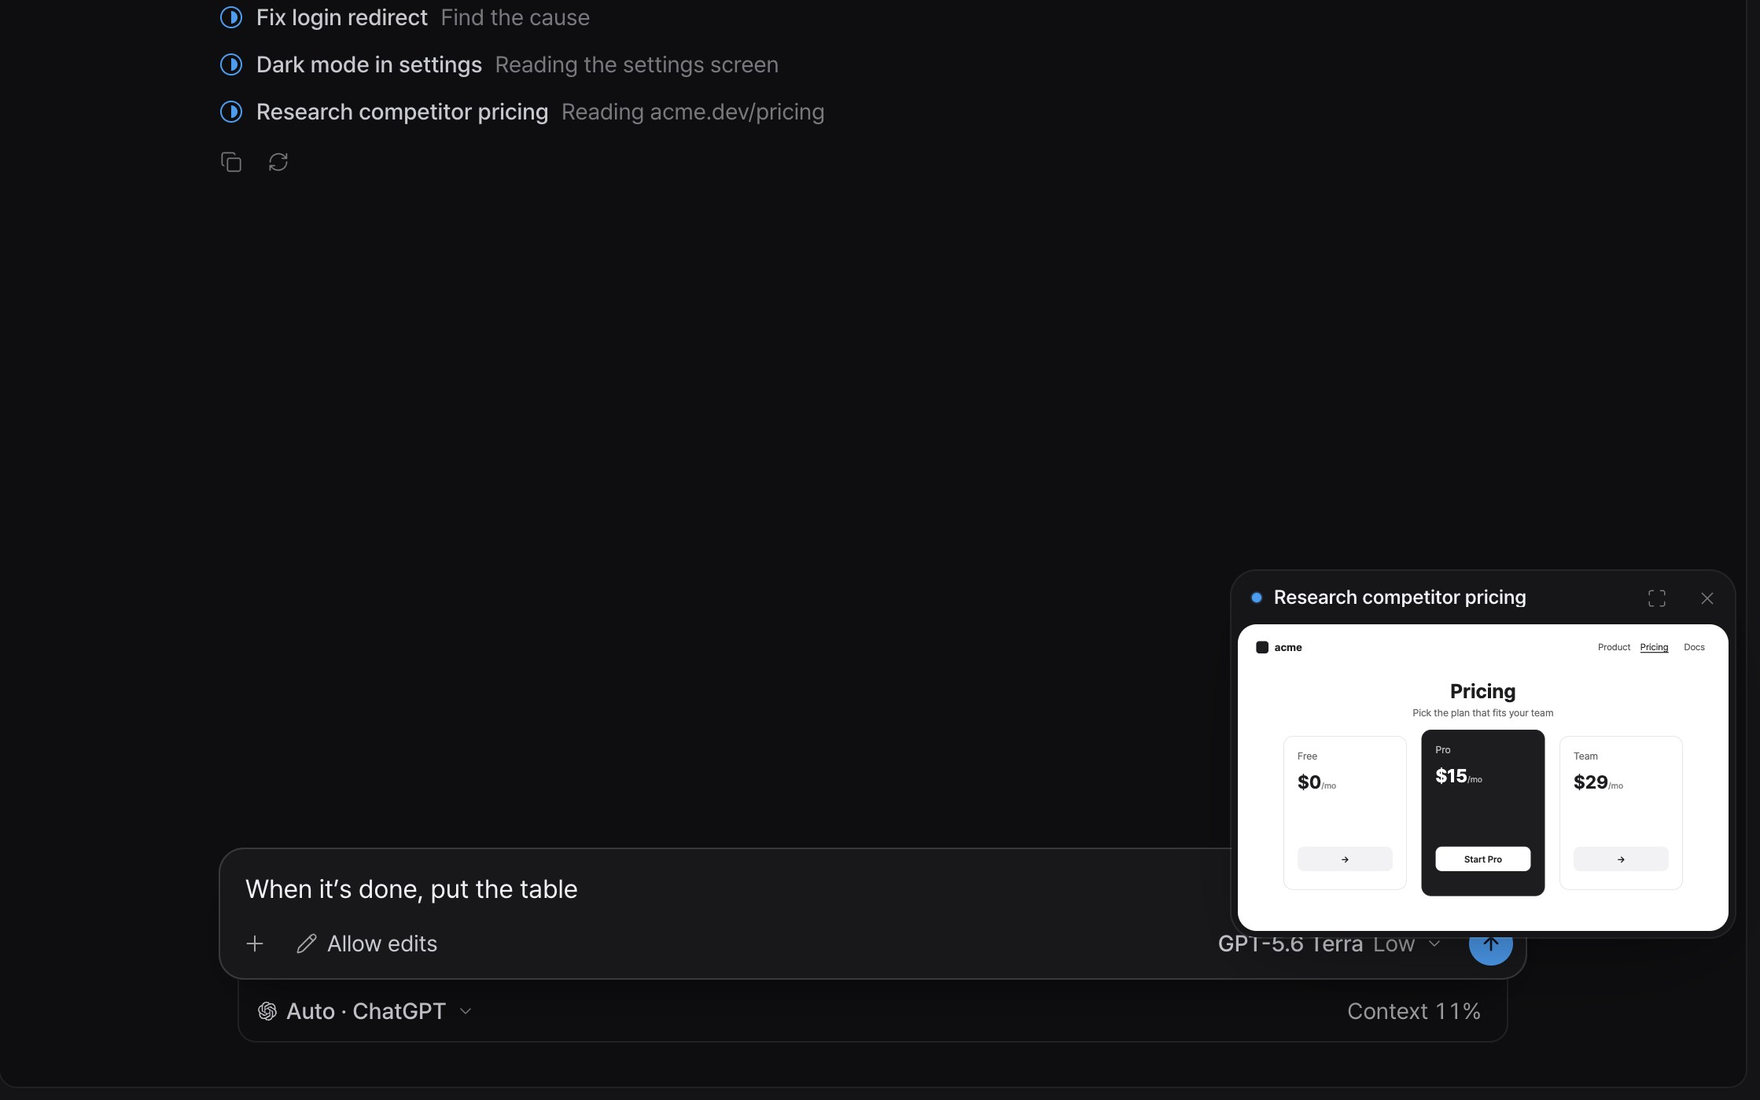 Fix login redirect Find the cause
Dark mode in settings Reading the settings screen
Research competitor pricing Reading acme.dev/pricing
Research competitor pricing
acme Product Pricing Docs
Pricing
Pick the plan that fits your team
Free
$0/mo
→
Pro
$15/mo
Start Pro
Team
$29/mo
→
When it’s done, put the table
Allow edits GPT-5.6 Terra Low
Auto · ChatGPT Context 11%